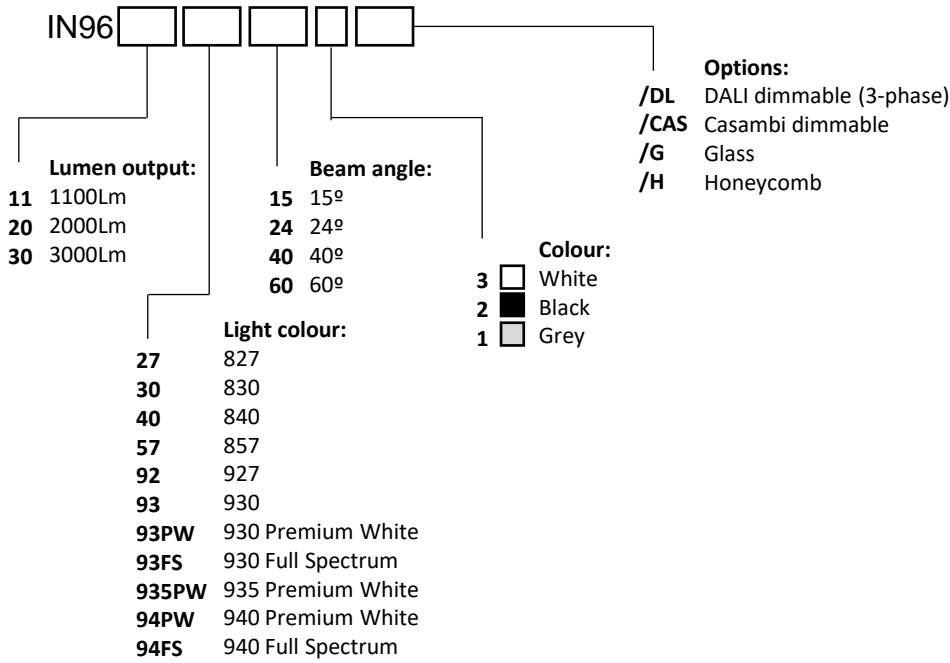 IN96
Options:
/DL DALI dimmable (3-phase)
/CAS Casambi dimmable
/G Glass
/H Honeycomb
Lumen output:
11 1100Lm
20 2000Lm
30 3000Lm
Beam angle:
15 15º
24 24º
40 40º
60 60º
Colour:
3 White
2 Black
1 Grey
Light colour:
27 827
30 830
40 840
57 857
92 927
93 930
93PW 930 Premium White
93FS 930 Full Spectrum
935PW 935 Premium White
94PW 940 Premium White
94FS 940 Full Spectrum